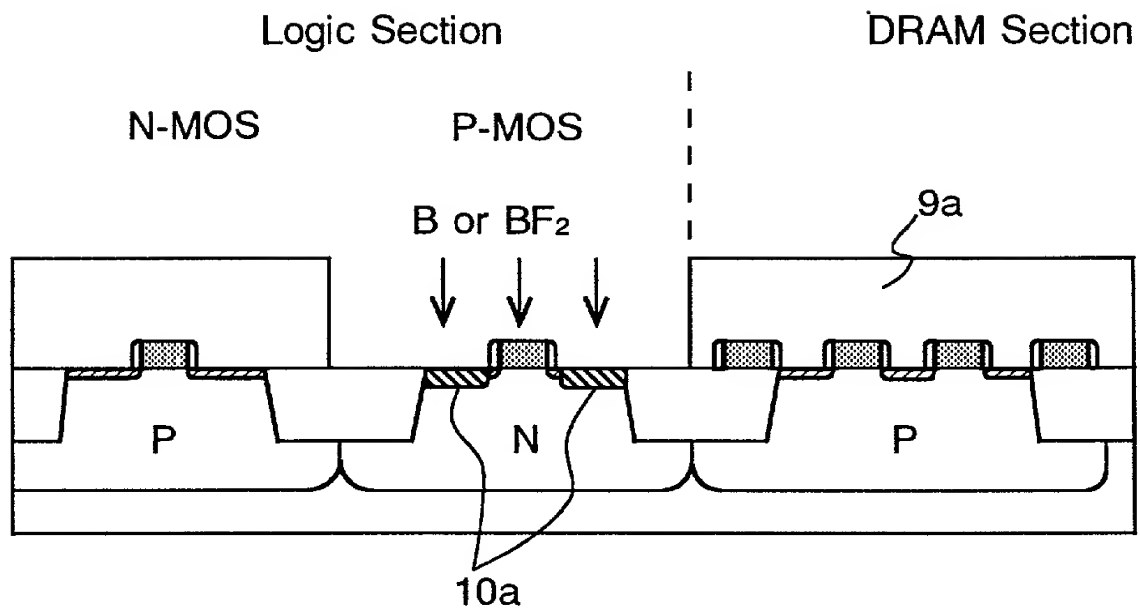 Logic Section DRAM Section
N-MOS P-MOS
B or BF₂
9a
P N P
10a